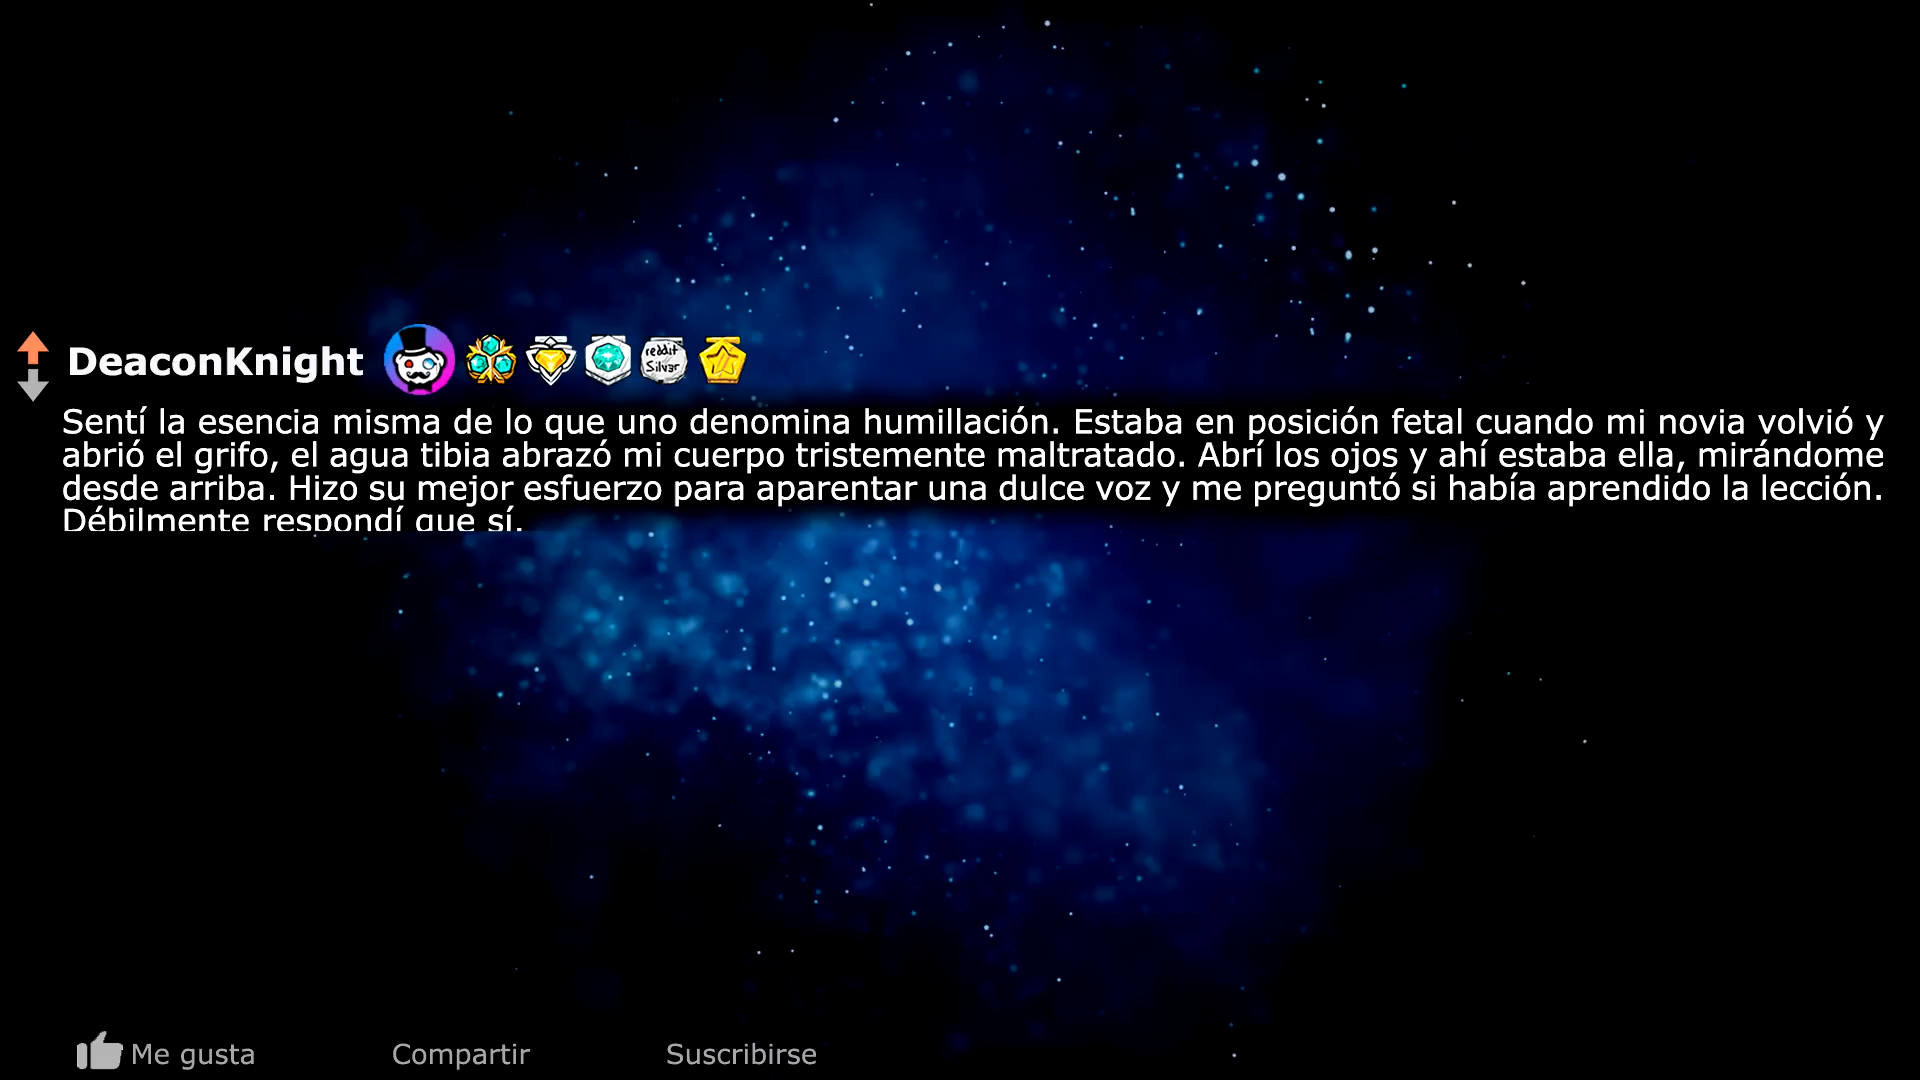 DeaconKnight
reddit
Silver
Sentí la esencia misma de lo que uno denomina humillación. Estaba en posición fetal cuando mi novia volvió y
abrió el grifo, el agua tibia abrazó mi cuerpo tristemente maltratado. Abrí los ojos y ahí estaba ella, mirándome
desde arriba. Hizo su mejor esfuerzo para aparentar una dulce voz y me preguntó si había aprendido la lección.
Débilmente respondí que sí.
Me gusta
Compartir
Suscribirse